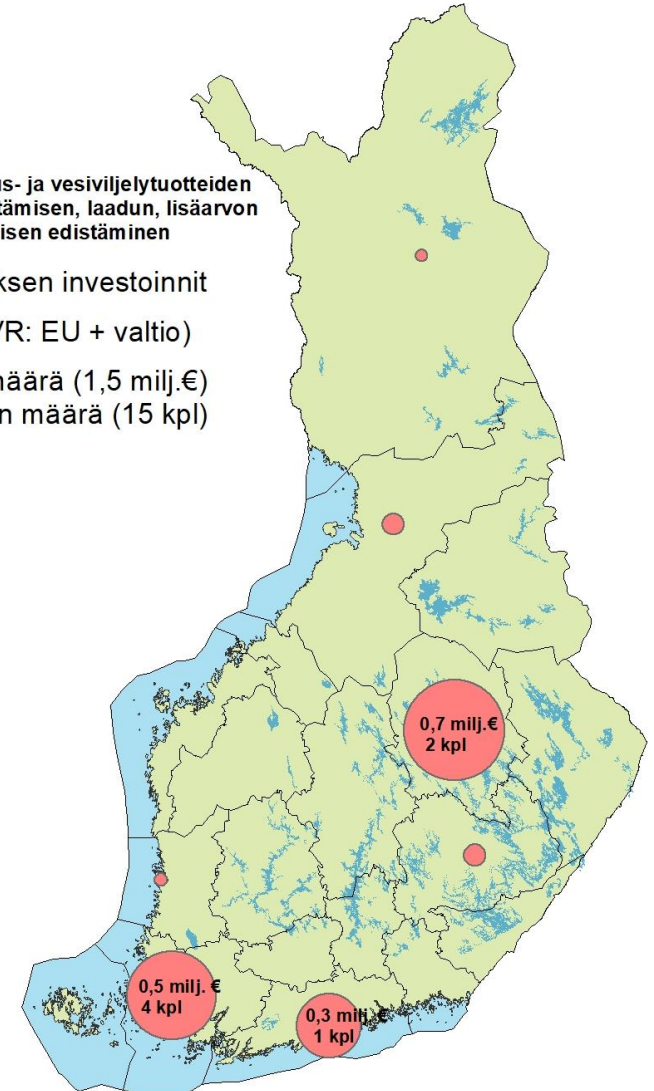 us- ja vesiviljelytuotteiden
tämisen, laadun, lisäarvon
isen edistäminen
ksen investoinnit
VR: EU + valtio)
määrä (1,5 milj.€)
n määrä (15 kpl)
0,7 milj.€
2 kpl
0,5 milj. €
4 kpl
0,3 milj.€
1 kpl